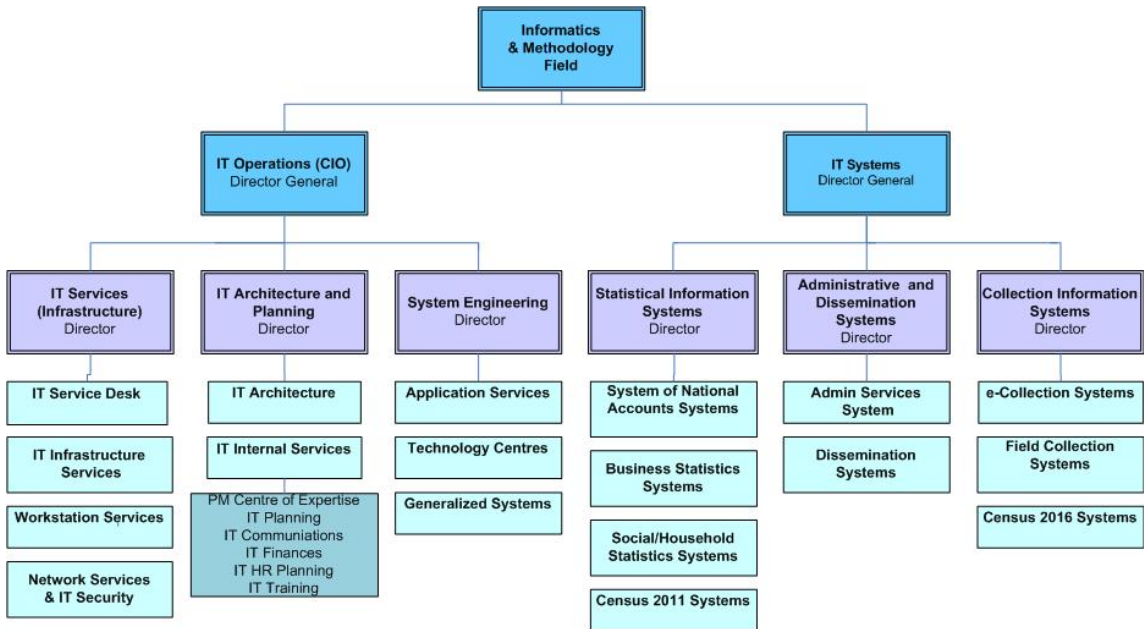 Informatics
& Methodology
Field
IT Operations (CIO)
Director General
IT Systems
Director General
IT Services
(Infrastructure)
Director
IT Architecture and
Planning
Director
System Engineering
Director
Statistical Information
Systems
Director
Administrative and
Dissemination
Systems
Director
Collection Information
Systems
Director
IT Service Desk
IT Infrastructure
Services
Workstation Services
Network Services
& IT Security
IT Architecture
IT Internal Services
PM Centre of Expertise
IT Planning
IT Communiations
IT Finances
IT HR Planning
IT Training
Application Services
Technology Centres
Generalized Systems
System of National
Accounts Systems
Business Statistics
Systems
Social/Household
Statistics Systems
Census 2011 Systems
Admin Services
System
Dissemination
Systems
e-Collection Systems
Field Collection
Systems
Census 2016 Systems